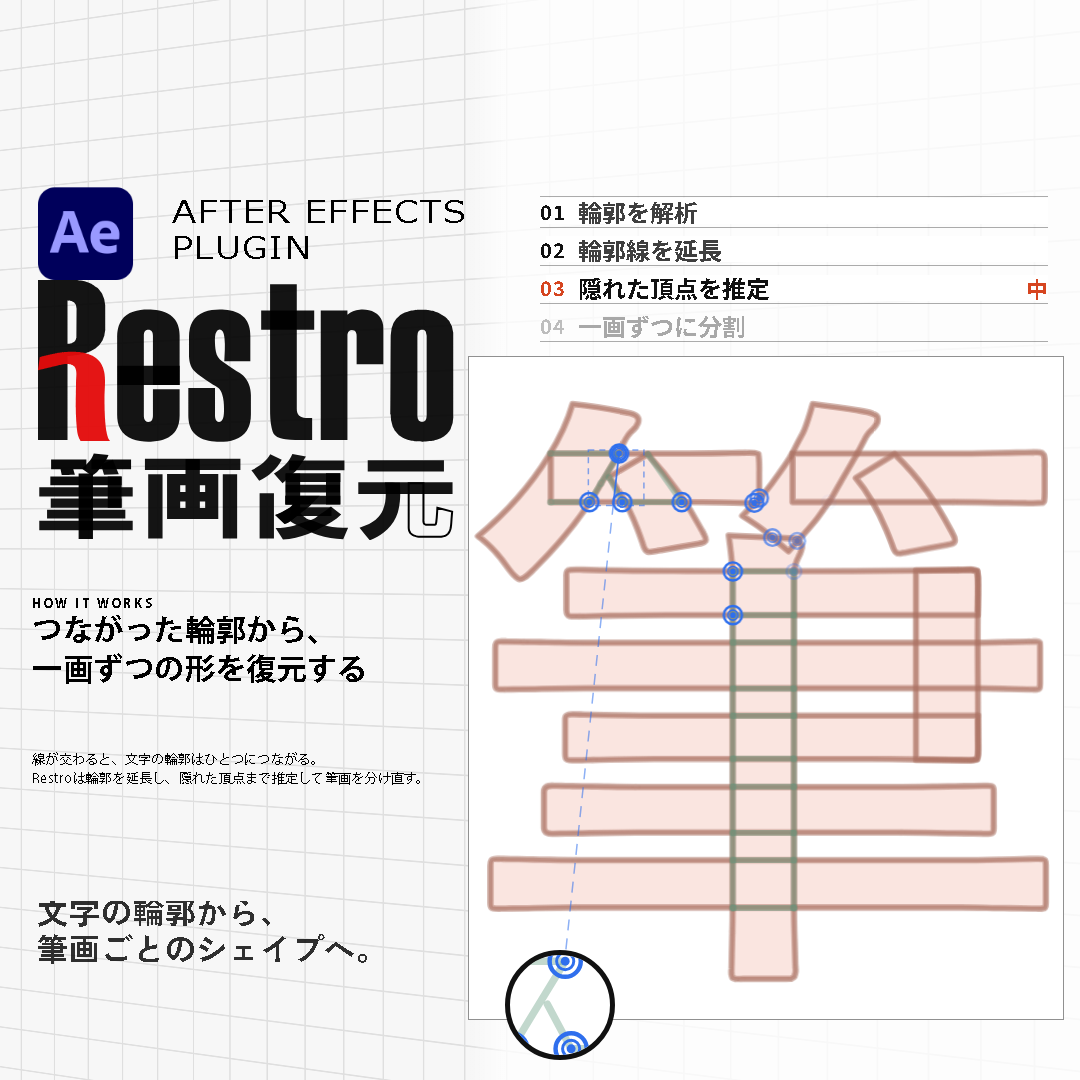 Ae
AFTER EFFECTS
PLUGIN
Restro
筆画復元
HOW IT WORKS
つながった輪郭から、
一画ずつの形を復元する
線が交わると、文字の輪郭はひとつにつながる。
Restroは輪郭を延長し、隠れた頂点まで推定して筆画を分け直す。
文字の輪郭から、
筆画ごとのシェイプへ。
01 輪郭を解析
02 輪郭線を延長
03 隠れた頂点を推定 中
04 一画ずつに分割
筆